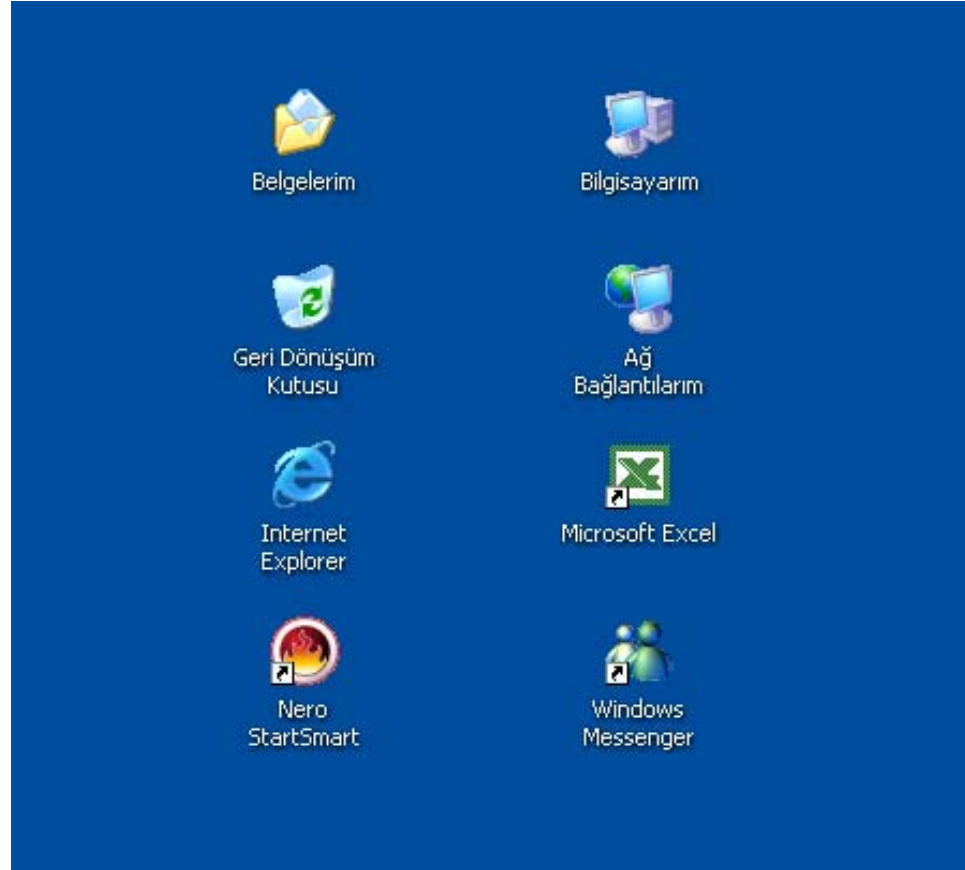 Belgelerim
Bilgisayarım
Geri Dönüşüm
Kutusu
Ağ
Bağlantılarım
Internet
Explorer
Microsoft Excel
Nero
StartSmart
Windows
Messenger